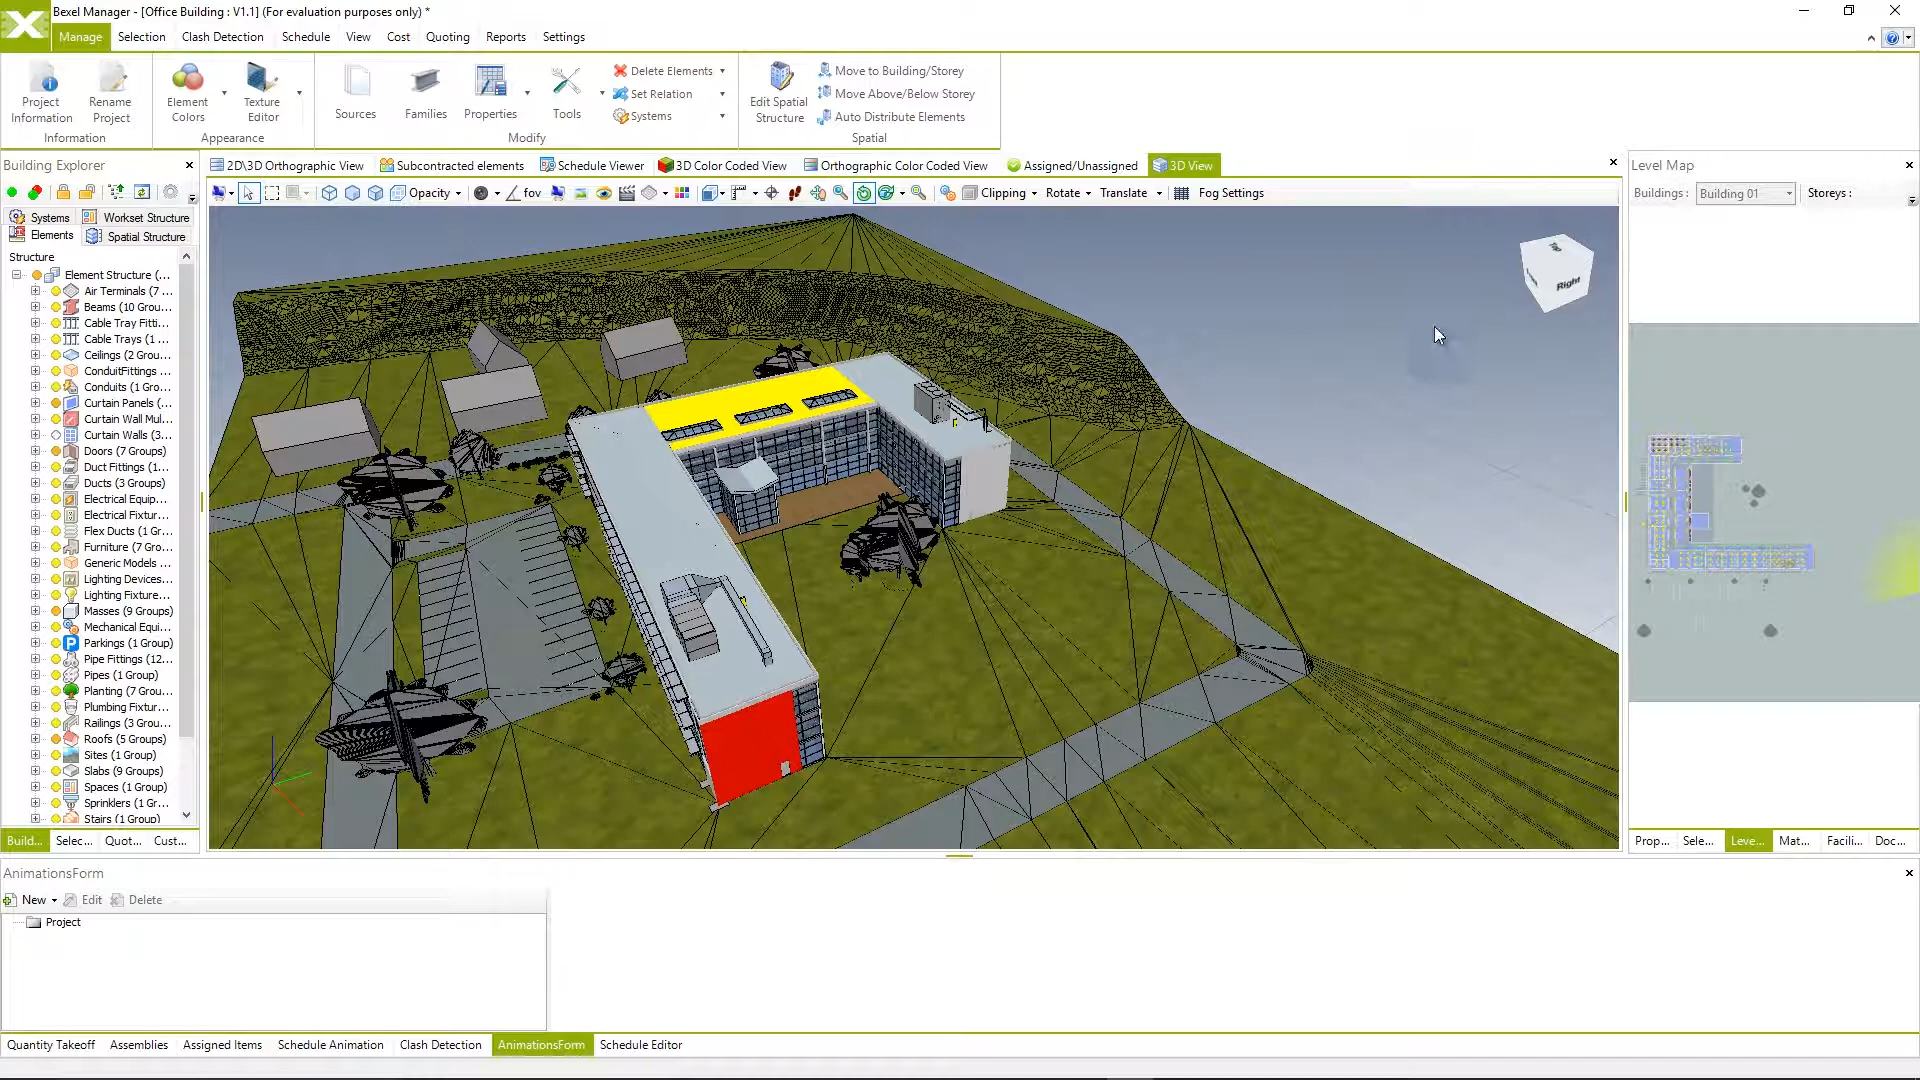 Bexel Manager - [Office Building : V1.1] (For evaluation purposes only) *
Manage Selection Clash Detection Schedule View Cost Quoting Reports Settings
Project Information
Rename Project
Information
Element Colors
Texture Editor
Appearance
Sources
Families
Properties
Tools
Delete Elements
Set Relation
Systems
Modify
Edit Spatial Structure
Move to Building/Storey
Move Above/Below Storey
Auto Distribute Elements
Spatial
Building Explorer
2D\3D Orthographic View Subcontracted elements Schedule Viewer 3D Color Coded View Orthographic Color Coded View Assigned/Unassigned 3D View
Opacity fov Clipping Rotate Translate Fog Settings
Level Map
Buildings : Building 01 Storeys :
Systems Workset Structure
Elements Spatial Structure
Structure
Element Structure (...
Air Terminals (7 ...
Beams (10 Grou...
Cable Tray Fitti...
Cable Trays (1 ...
Ceilings (2 Grou...
ConduitFittings ...
Conduits (1 Gro...
Curtain Panels (...
Curtain Wall Mul...
Curtain Walls (3...
Doors (7 Groups)
Duct Fittings (1...
Ducts (3 Groups)
Electrical Equip...
Electrical Fixtur...
Flex Ducts (1 Gr...
Furniture (7 Gro...
Generic Models ...
Lighting Devices...
Lighting Fixture...
Masses (9 Groups)
Mechanical Equi...
Parkings (1 Group)
Pipe Fittings (12...
Pipes (1 Group)
Planting (7 Grou...
Plumbing Fixtur...
Railings (3 Grou...
Roofs (5 Groups)
Sites (1 Group)
Slabs (9 Groups)
Spaces (1 Group)
Sprinklers (1 Gr...
Stairs (1 Group)
Top
Right
Build... Selec... Quot... Cust...
Prop... Sele... Leve... Mat... Facili... Doc...
AnimationsForm
New Edit Delete
Project
Quantity Takeoff Assemblies Assigned Items Schedule Animation Clash Detection AnimationsForm Schedule Editor